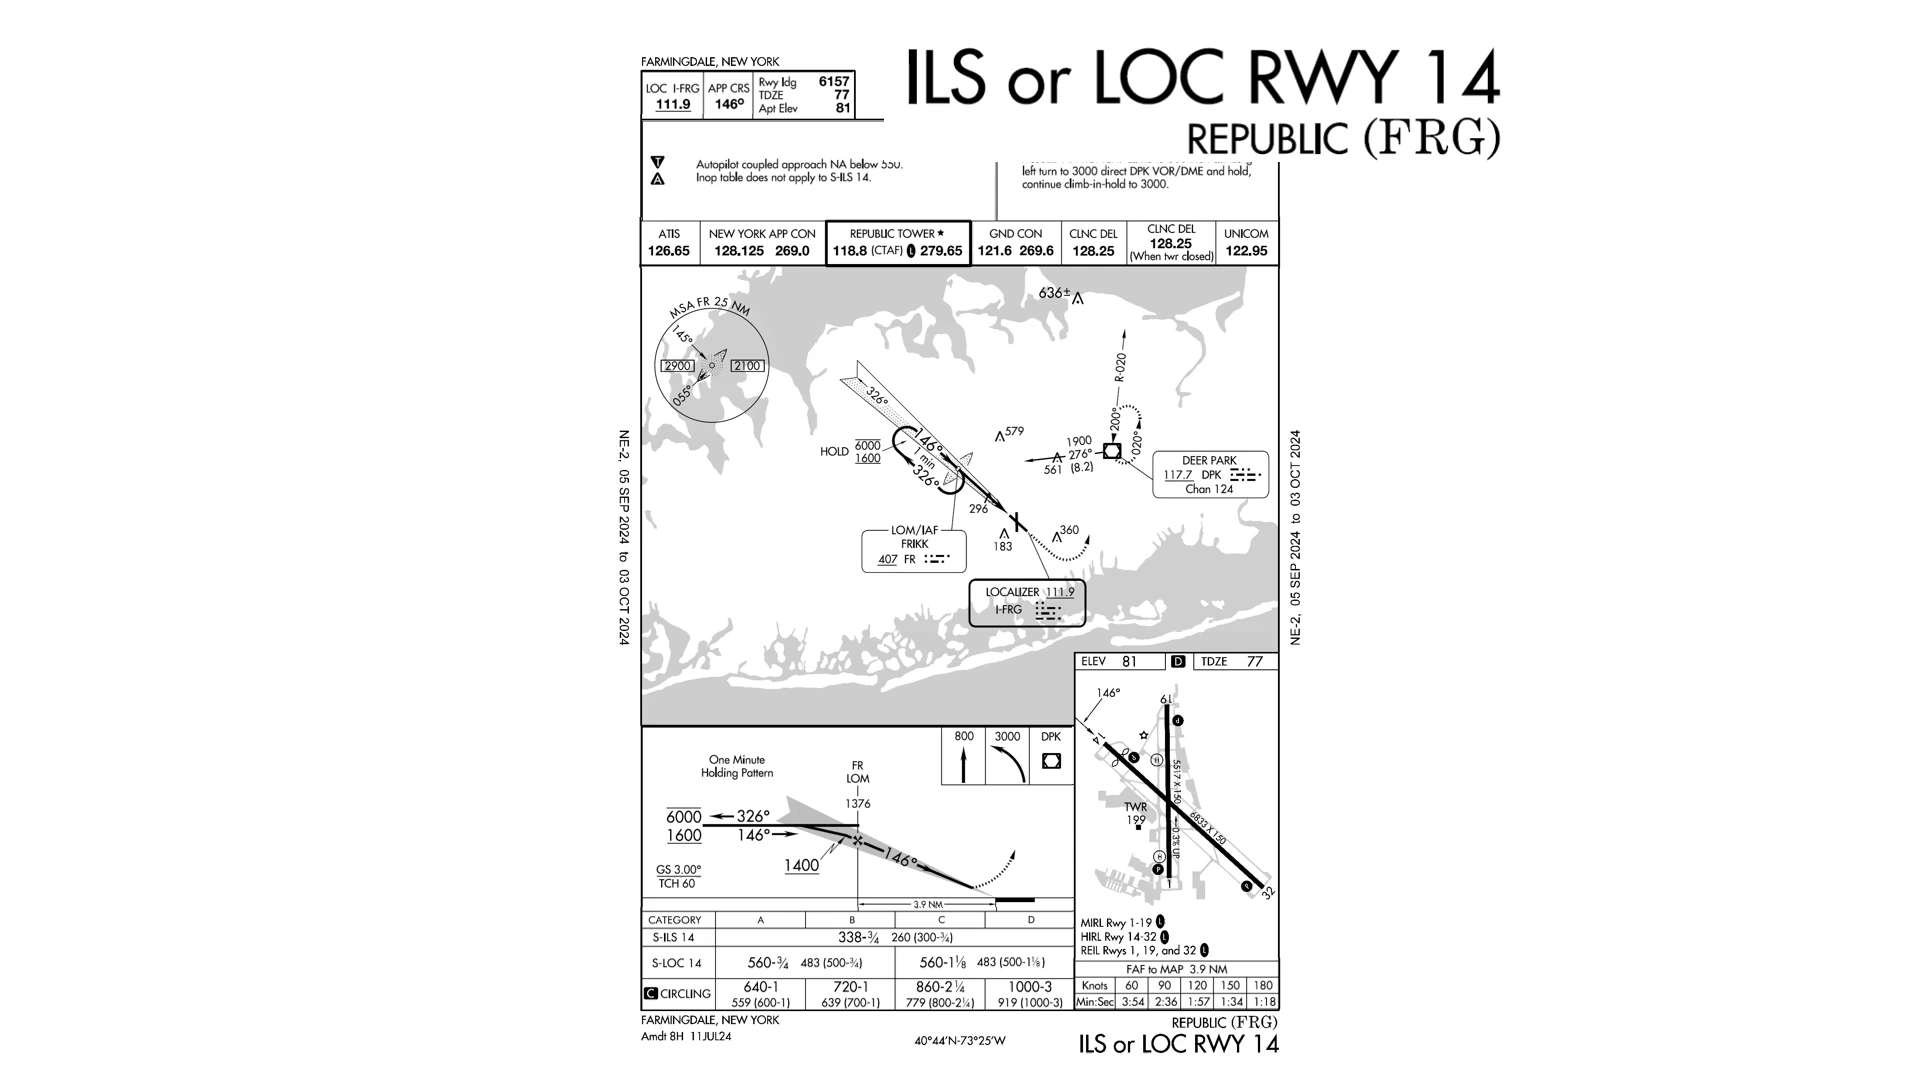 ILS or LOC RWY 14
REPUBLIC (FRG)
FARMINGDALE, NEW YORK
LOC I-FRG
111.9
APP CRS
146°
Rwy ldg 6157
TDZE 77
Apt Elev 81
T
A
Autopilot coupled approach NA below 550.
Inop table does not apply to S-ILS 14.
left turn to 3000 direct DPK VOR/DME and hold,
continue climb-in-hold to 3000.
ATIS
126.65
NEW YORK APP CON
128.125 269.0
REPUBLIC TOWER★
118.8 (CTAF) L 279.65
GND CON
121.6 269.6
CLNC DEL
128.25
CLNC DEL
128.25
(When twr closed)
UNICOM
122.95
MSA FR 25 NM
145°
2900
2100
055°
636±
R-020
200°
020°
326°
146°
1 min
326°
HOLD 6000
1600
579
1900
276°
561 (8.2)
DEER PARK
117.7 DPK
Chan 124
296
183
360
LOM/IAF
FRIKK
407 FR
LOCALIZER 111.9
I-FRG
NE-2, 05 SEP 2024 to 03 OCT 2024
NE-2, 05 SEP 2024 to 03 OCT 2024
ELEV 81 D TDZE 77
146°
19
14
P
S
H
5517 X 150
TWR
199
6833 X 150
0.3% UP
H
P
1
S
32
MIRL Rwy 1-19 L
HIRL Rwy 14-32 L
REIL Rwys 1, 19, and 32 L
FAF to MAP 3.9 NM
Knots 60 90 120 150 180
Min:Sec 3:54 2:36 1:57 1:34 1:18
800
3000
DPK
One Minute
Holding Pattern
FR
LOM
1376
6000 326°
1600 146°
1400
146°
GS 3.00°
TCH 60
3.9 NM
CATEGORY A B C D
S-ILS 14 338-¾ 260 (300-¾)
S-LOC 14 560-¾ 483 (500-¾) 560-1⅛ 483 (500-1⅛)
C CIRCLING 640-1 720-1 860-2¼ 1000-3
559 (600-1) 639 (700-1) 779 (800-2¼) 919 (1000-3)
FARMINGDALE, NEW YORK
Amdt 8H 11JUL24
40°44'N-73°25'W
REPUBLIC (FRG)
ILS or LOC RWY 14